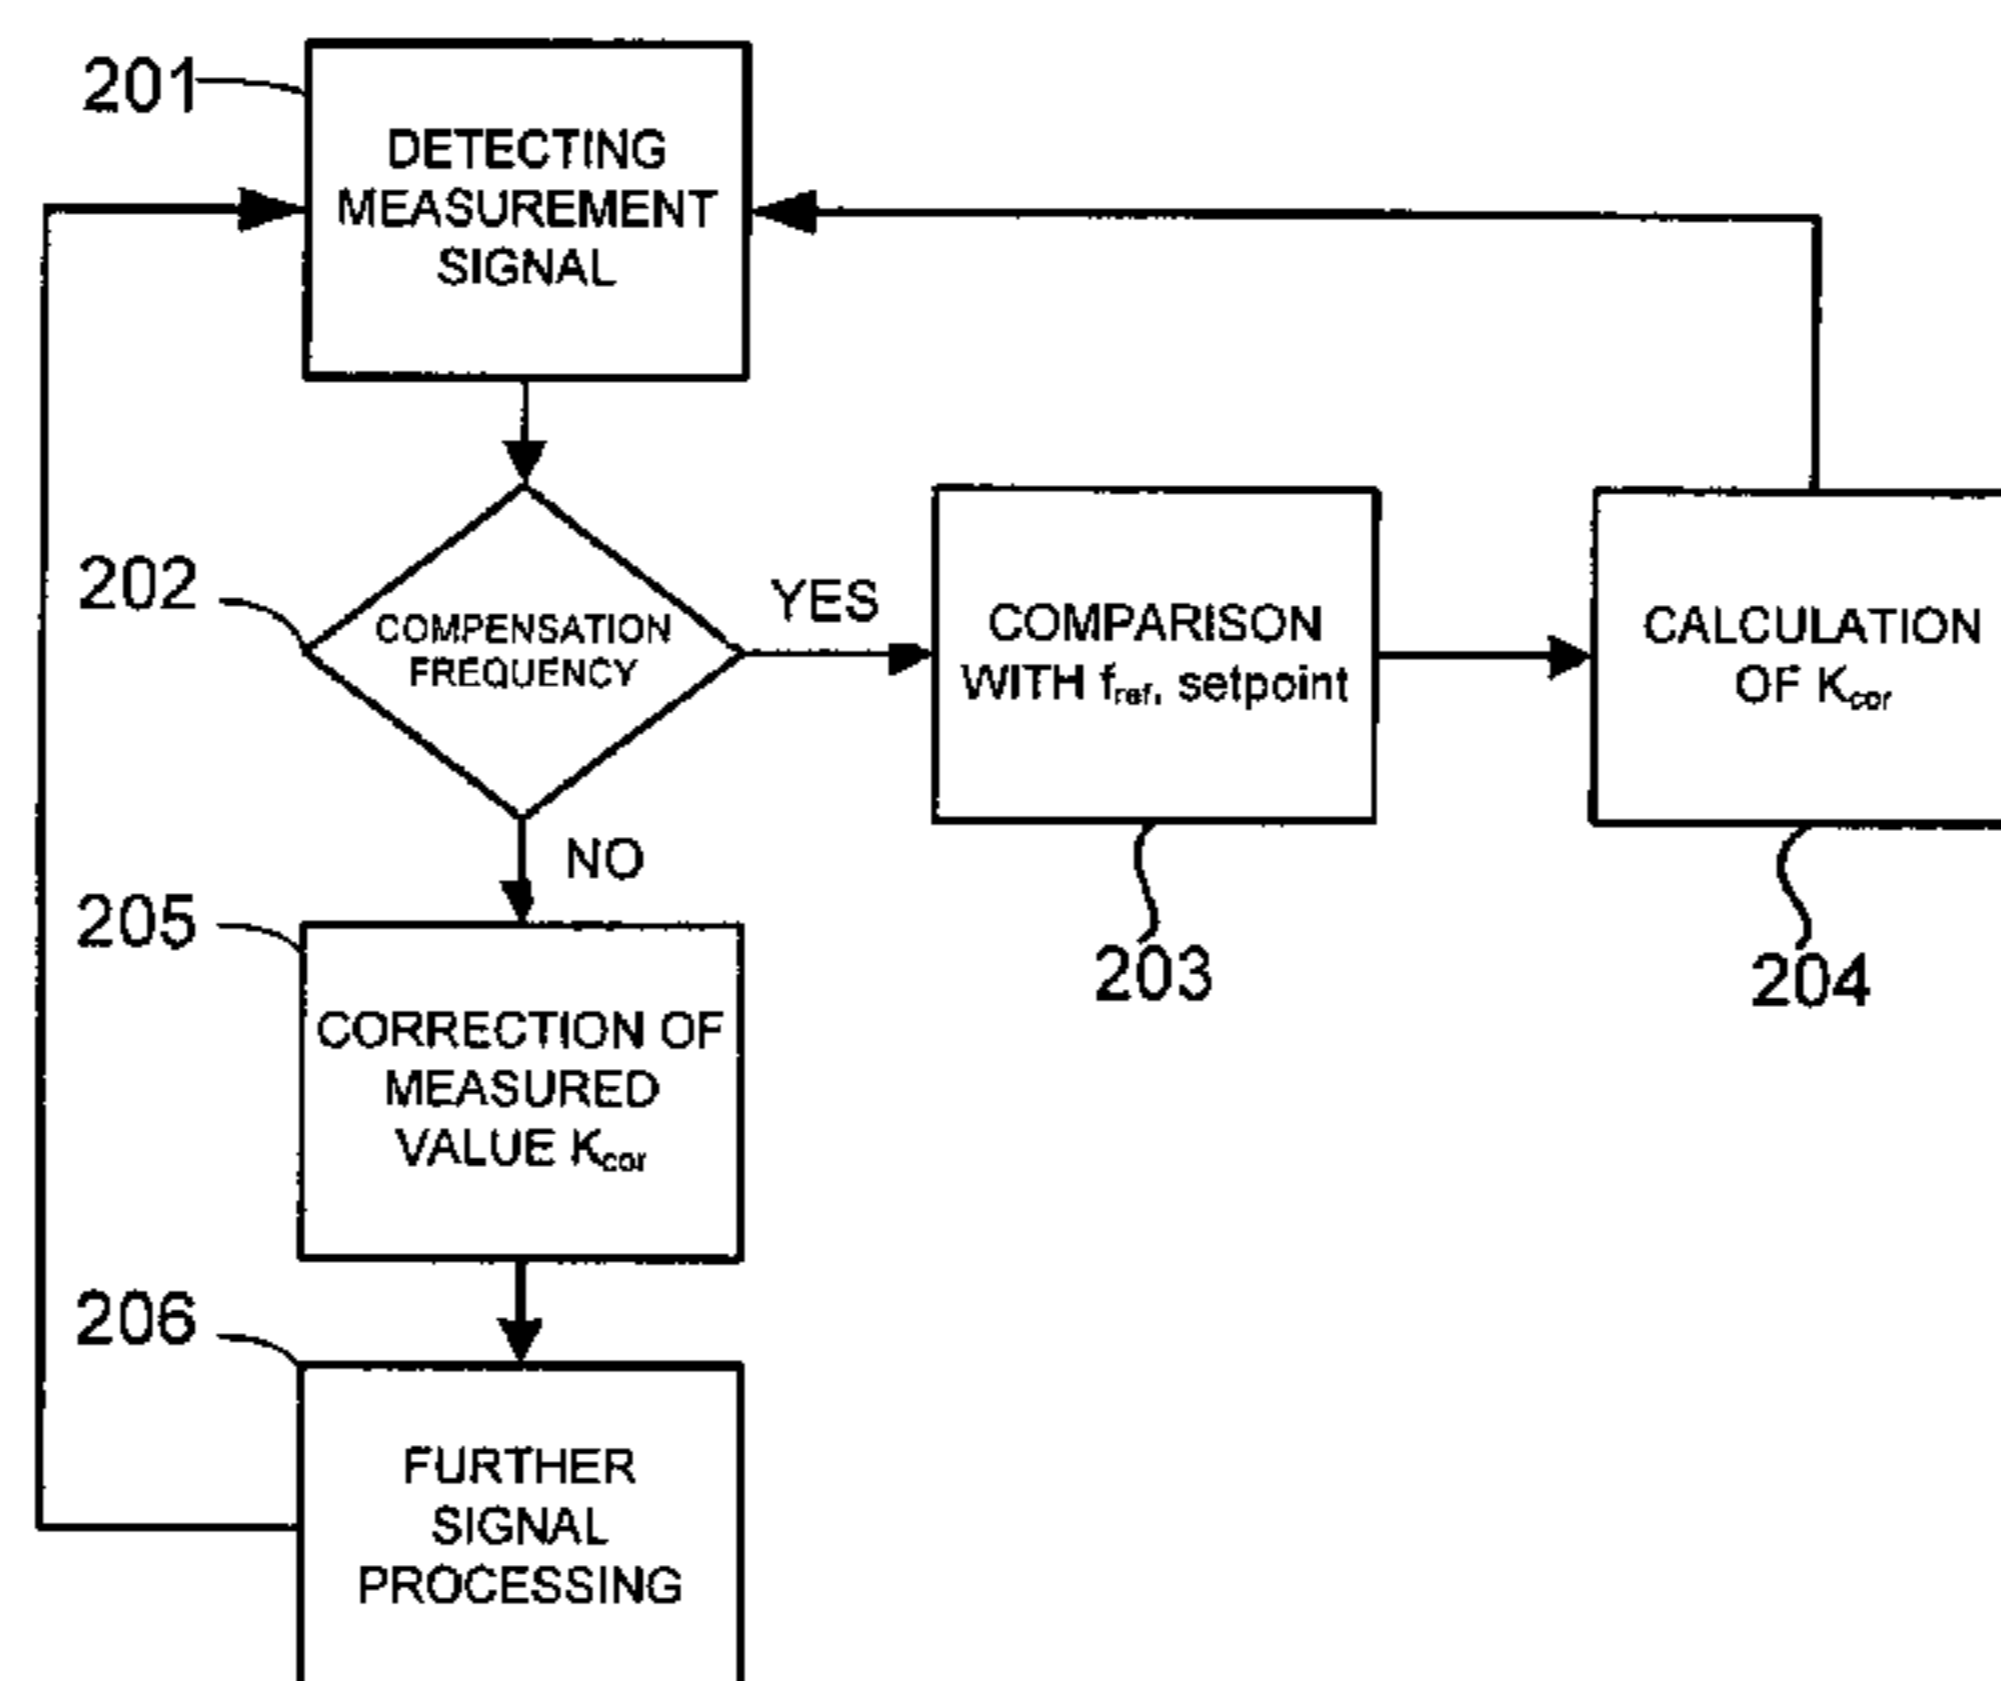 201
DETECTING
MEASUREMENT
SIGNAL
202
COMPENSATION
FREQUENCY
YES
COMPARISON
WITH fref. setpoint
CALCULATION
OF Kcor
NO
203
204
205
CORRECTION OF
MEASURED
VALUE Kcor
206
FURTHER
SIGNAL
PROCESSING